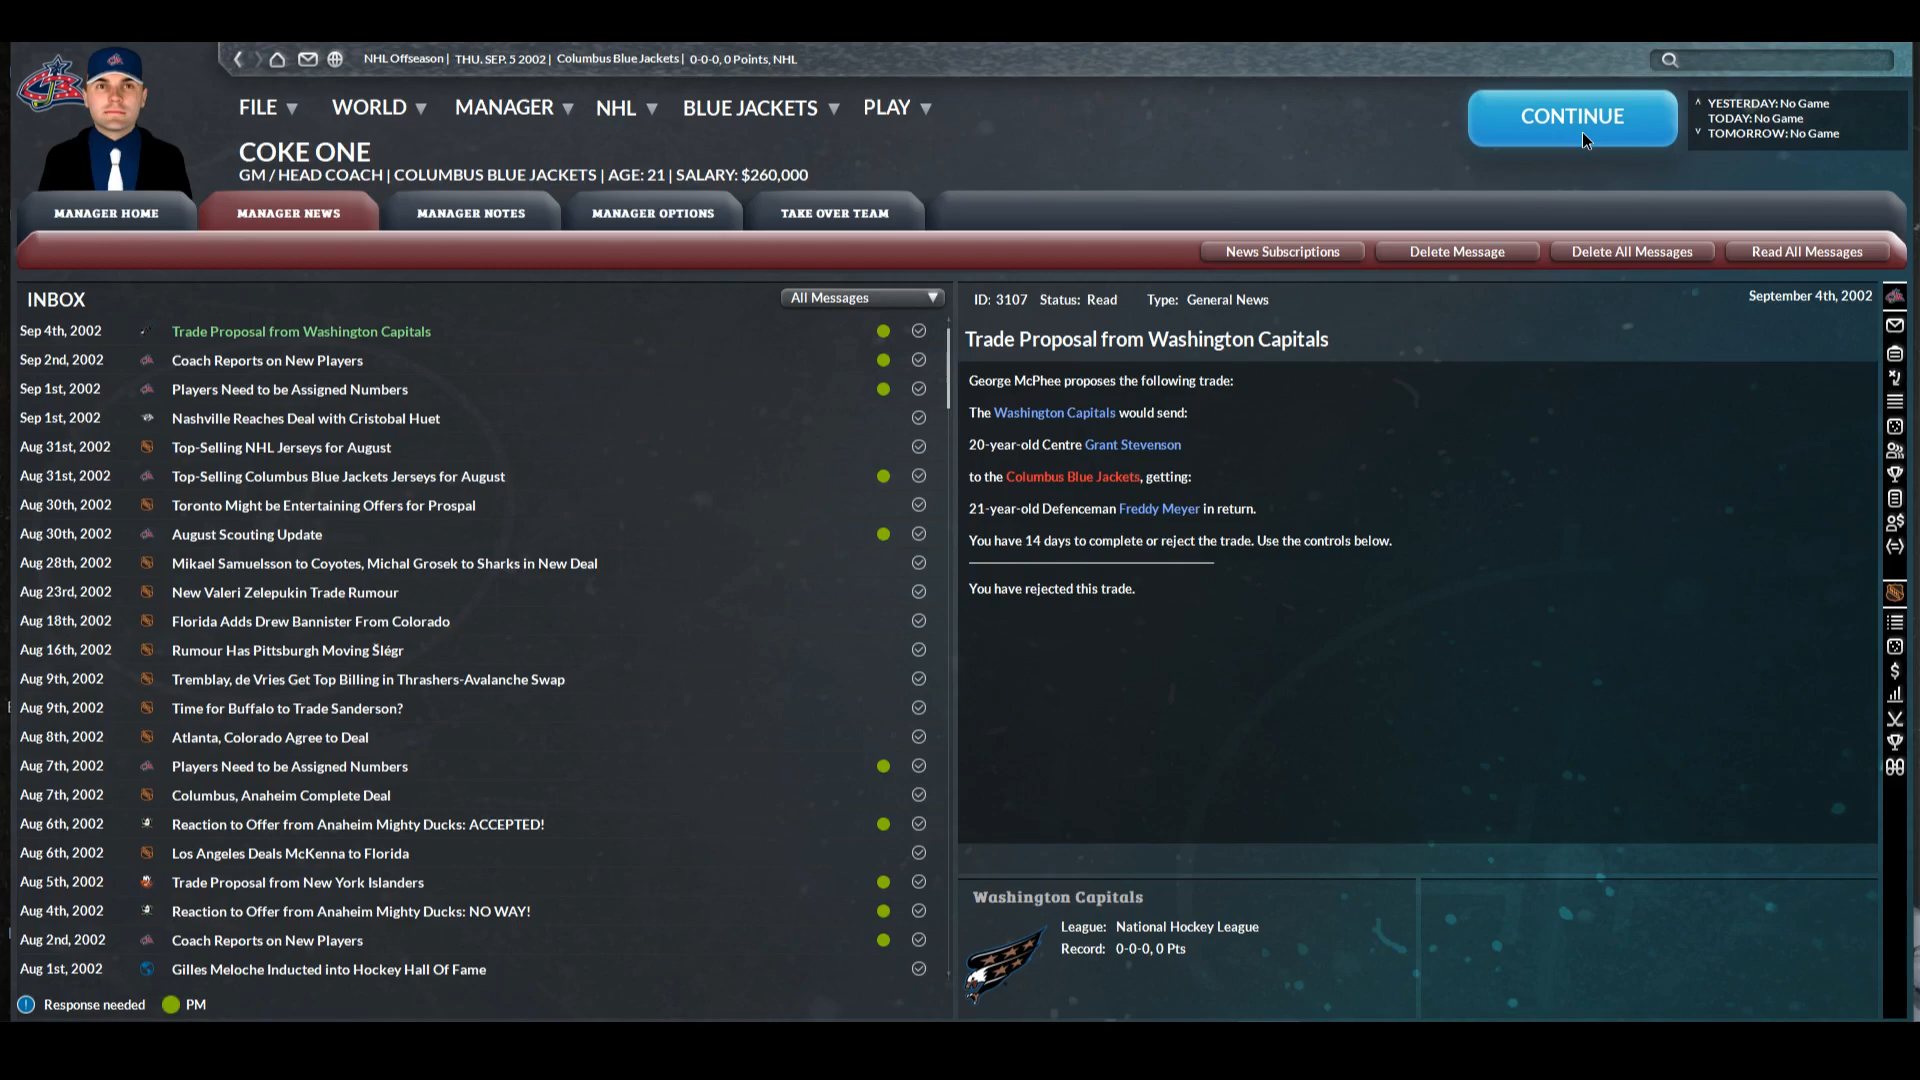 NHL Offseason | THU. SEP. 5 2002 | Columbus Blue Jackets | 0-0-0, 0 Points, NHL
FILE WORLD MANAGER NHL BLUE JACKETS PLAY
CONTINUE
YESTERDAY: No Game
TODAY: No Game
TOMORROW: No Game
COKE ONE
GM / HEAD COACH | COLUMBUS BLUE JACKETS | AGE: 21 | SALARY: $260,000
MANAGER HOME MANAGER NEWS MANAGER NOTES MANAGER OPTIONS TAKE OVER TEAM
News Subscriptions Delete Message Delete All Messages Read All Messages
INBOX All Messages
Sep 4th, 2002 Trade Proposal from Washington Capitals
Sep 2nd, 2002 Coach Reports on New Players
Sep 1st, 2002 Players Need to be Assigned Numbers
Sep 1st, 2002 Nashville Reaches Deal with Cristobal Huet
Aug 31st, 2002 Top-Selling NHL Jerseys for August
Aug 31st, 2002 Top-Selling Columbus Blue Jackets Jerseys for August
Aug 30th, 2002 Toronto Might be Entertaining Offers for Prospal
Aug 30th, 2002 August Scouting Update
Aug 28th, 2002 Mikael Samuelsson to Coyotes, Michal Grosek to Sharks in New Deal
Aug 23rd, 2002 New Valeri Zelepukin Trade Rumour
Aug 18th, 2002 Florida Adds Drew Bannister From Colorado
Aug 16th, 2002 Rumour Has Pittsburgh Moving Šlégr
Aug 9th, 2002 Tremblay, de Vries Get Top Billing in Thrashers-Avalanche Swap
Aug 9th, 2002 Time for Buffalo to Trade Sanderson?
Aug 8th, 2002 Atlanta, Colorado Agree to Deal
Aug 7th, 2002 Players Need to be Assigned Numbers
Aug 7th, 2002 Columbus, Anaheim Complete Deal
Aug 6th, 2002 Reaction to Offer from Anaheim Mighty Ducks: ACCEPTED!
Aug 6th, 2002 Los Angeles Deals McKenna to Florida
Aug 5th, 2002 Trade Proposal from New York Islanders
Aug 4th, 2002 Reaction to Offer from Anaheim Mighty Ducks: NO WAY!
Aug 2nd, 2002 Coach Reports on New Players
Aug 1st, 2002 Gilles Meloche Inducted into Hockey Hall Of Fame
Response needed PM
ID: 3107 Status: Read Type: General News September 4th, 2002
Trade Proposal from Washington Capitals
George McPhee proposes the following trade:
The Washington Capitals would send:
20-year-old Centre Grant Stevenson
to the Columbus Blue Jackets, getting:
21-year-old Defenceman Freddy Meyer in return.
You have 14 days to complete or reject the trade. Use the controls below.
You have rejected this trade.
Washington Capitals
League: National Hockey League
Record: 0-0-0, 0 Pts